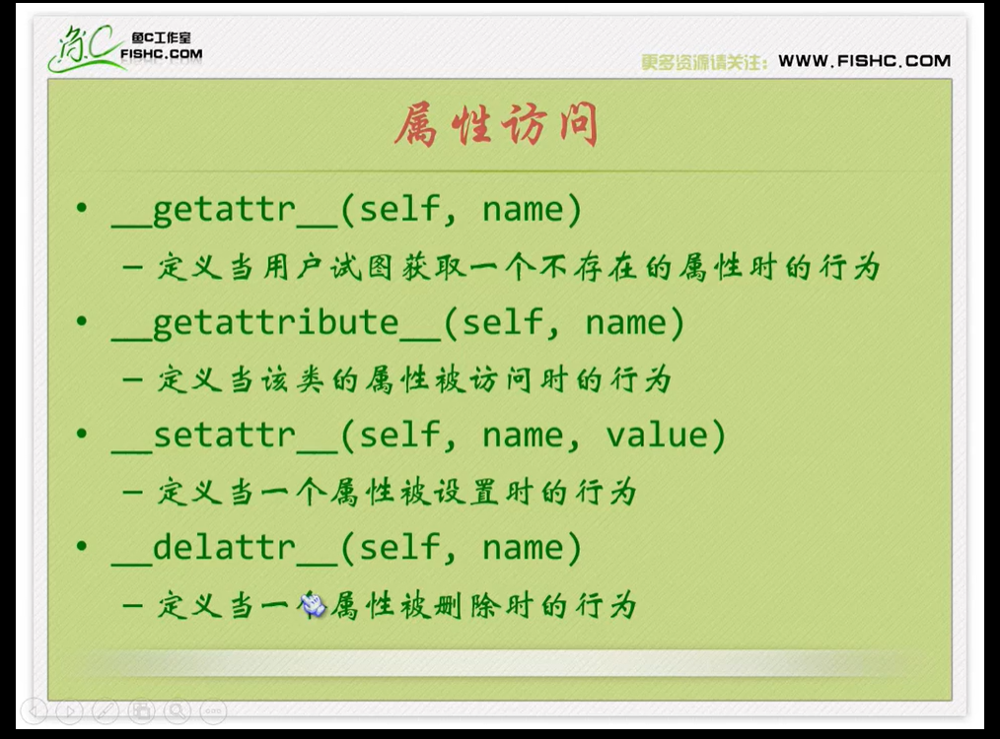 鱼C
鱼C工作室
FISHC.COM
更多资源请关注：WWW.FISHC.COM
属性访问
• __getattr__(self, name)
– 定义当用户试图获取一个不存在的属性时的行为
• __getattribute__(self, name)
– 定义当该类的属性被访问时的行为
• __setattr__(self, name, value)
– 定义当一个属性被设置时的行为
• __delattr__(self, name)
– 定义当一个属性被删除时的行为